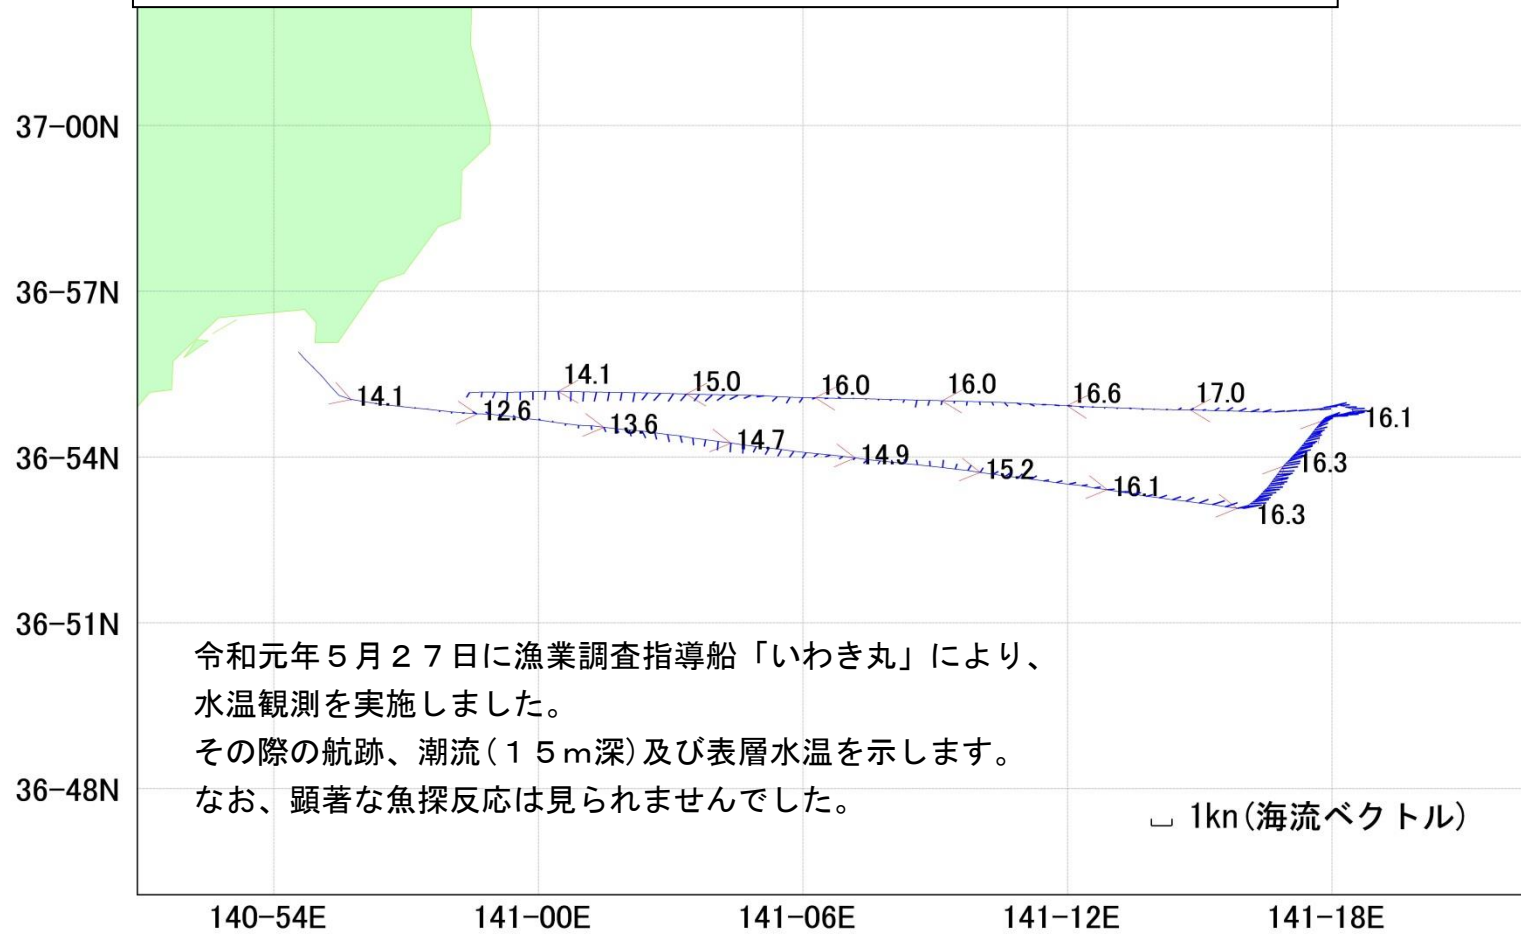 37-00N
36-57N
14.1
15.0
16.0
16.0
16.6
17.0
16.1
14.1
12.6
13.6
14.7
14.9
15.2
16.1
16.3
16.3
36-54N
36-51N
令和元年５月２７日に漁業調査指導船「いわき丸」により、
水温観測を実施しました。
その際の航跡、潮流(１５ｍ深)及び表層水温を示します。
なお、顕著な魚探反応は見られませんでした。
36-48N
1kn(海流ベクトル)
140-54E
141-00E
141-06E
141-12E
141-18E